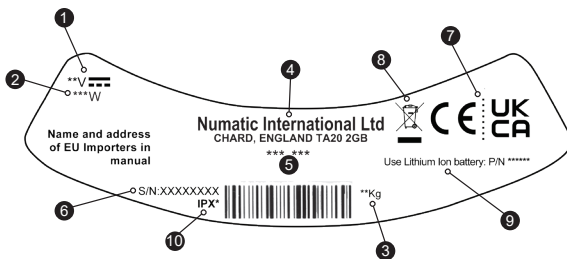 1
7
8
4
2
**V
***W
Numatic International Ltd
CHARD, ENGLAND TA20 2GB
*** ***
5
Name and address
of EU Importers in
manual
CE
UK
CA
Use Lithium Ion battery: P/N ******
6
S/N:XXXXXXXX
IPX*
**Kg
10
3
9